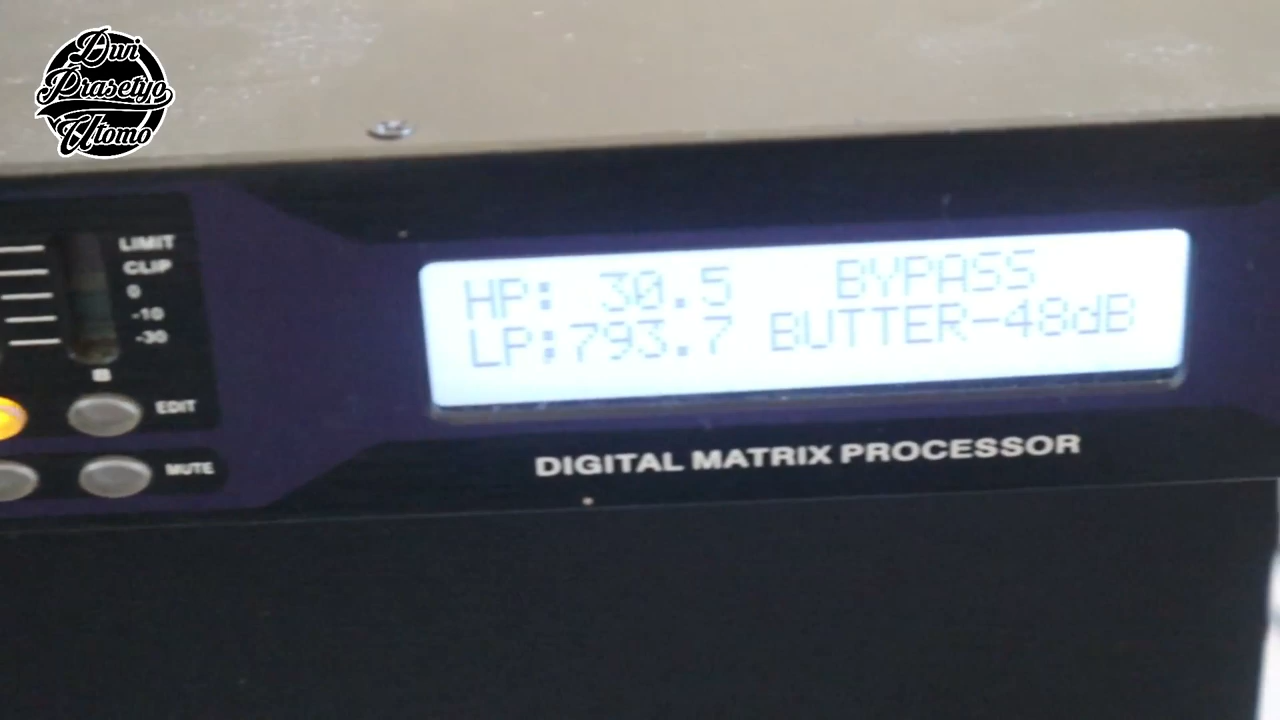 Dwi
Prasetyo
Utomo
LIMIT
CLIP
0
-10
-30
B
EDIT
MUTE
HP: 30.5 BYPASS
LP:793.7 BUTTER-48dB
DIGITAL MATRIX PROCESSOR